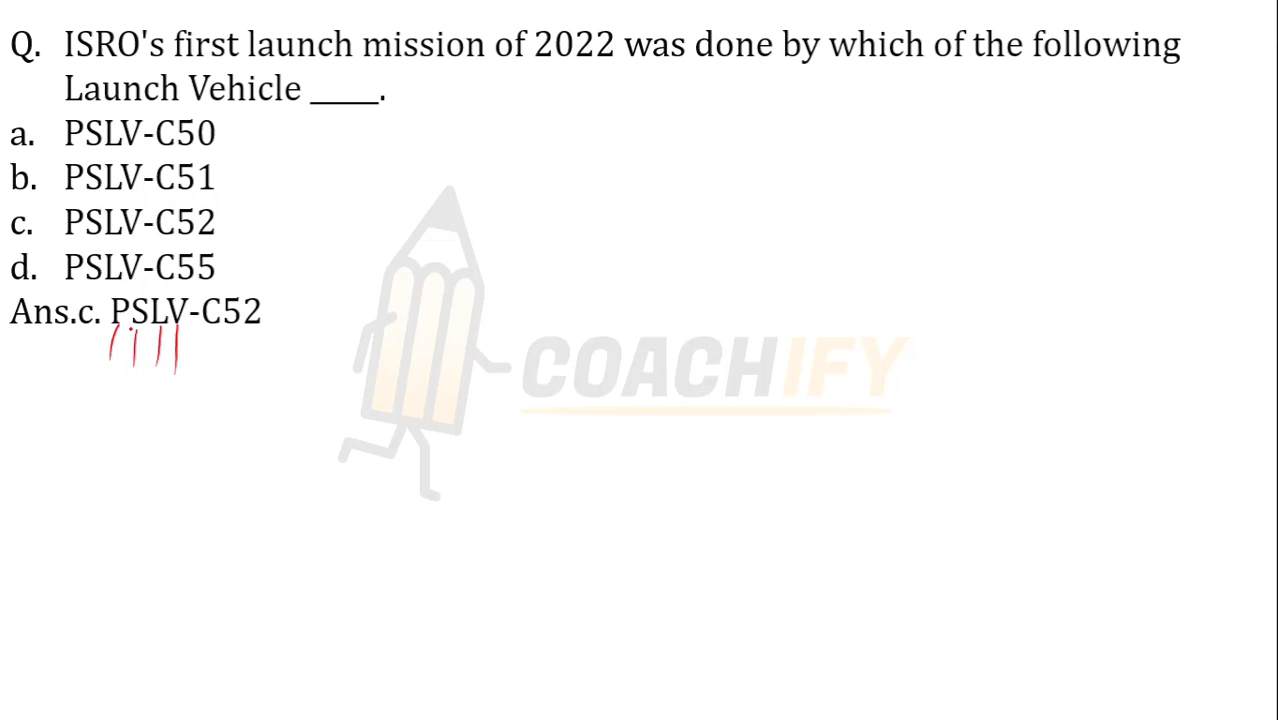 Q. ISRO's first launch mission of 2022 was done by which of the following
Launch Vehicle _____.
a. PSLV-C50
b. PSLV-C51
c. PSLV-C52
d. PSLV-C55
Ans.c. PSLV-C52
COACHIFY